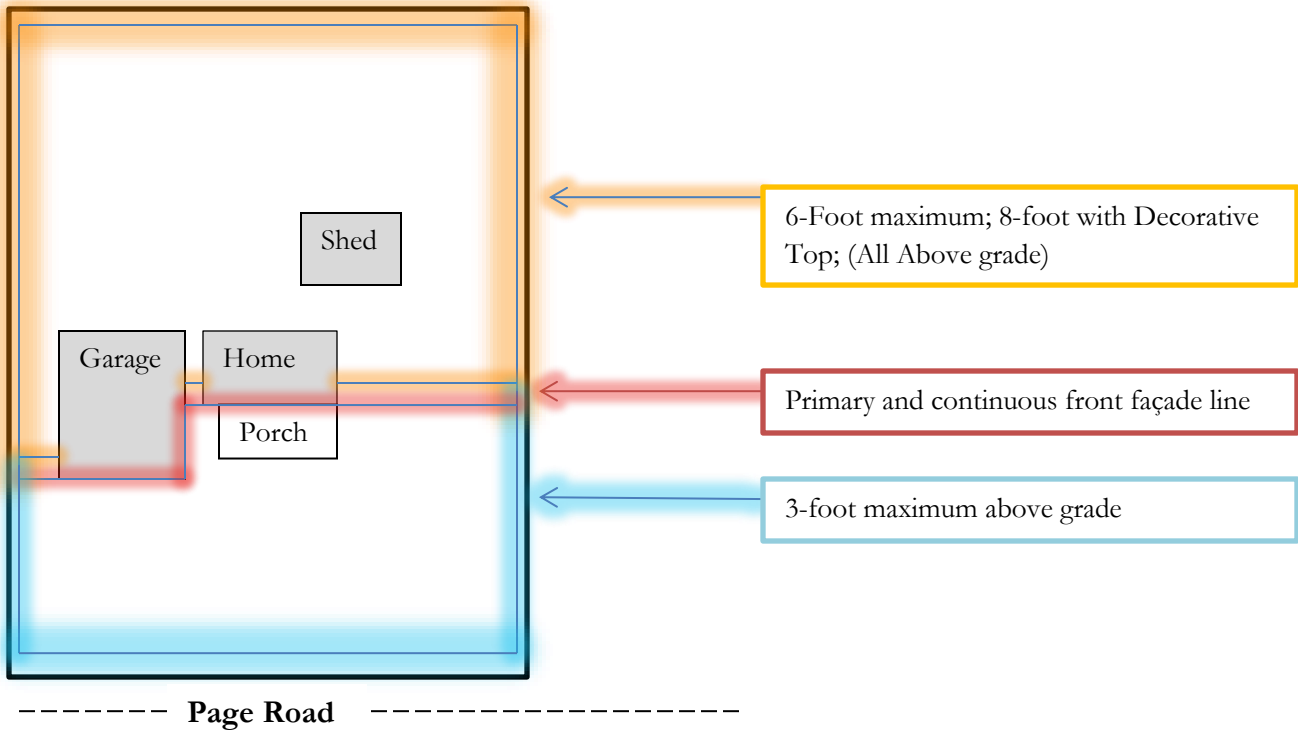 Shed
6-Foot maximum; 8-foot with Decorative
Top; (All Above grade)
Garage
Home
Primary and continuous front façade line
Porch
3-foot maximum above grade
Page Road